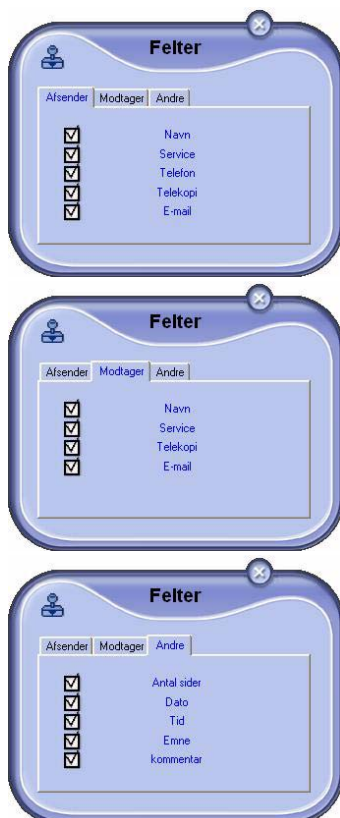 Felter
Afsender Modtager Andre
Navn
Service
Telefon
Telekopi
E-mail
Felter
Afsender Modtager Andre
Navn
Service
Telekopi
E-mail
Felter
Afsender Modtager Andre
Antal sider
Dato
Tid
Emne
kommentar